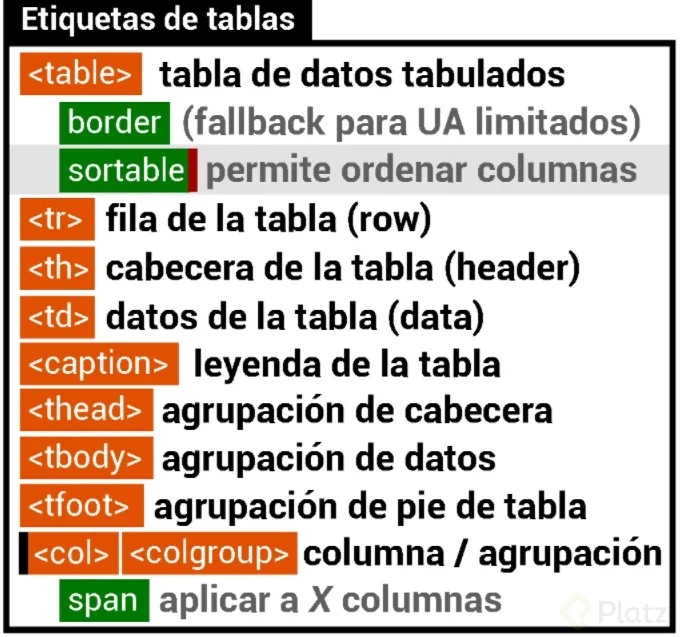 Etiquetas de tablas
<table> tabla de datos tabulados
border (fallback para UA limitados)
sortable permite ordenar columnas
<tr> fila de la tabla (row)
<th> cabecera de la tabla (header)
<td> datos de la tabla (data)
<caption> leyenda de la tabla
<thead> agrupación de cabecera
<tbody> agrupación de datos
<tfoot> agrupación de pie de tabla
<col> <colgroup> columna / agrupación
span aplicar a X columnas
Platz